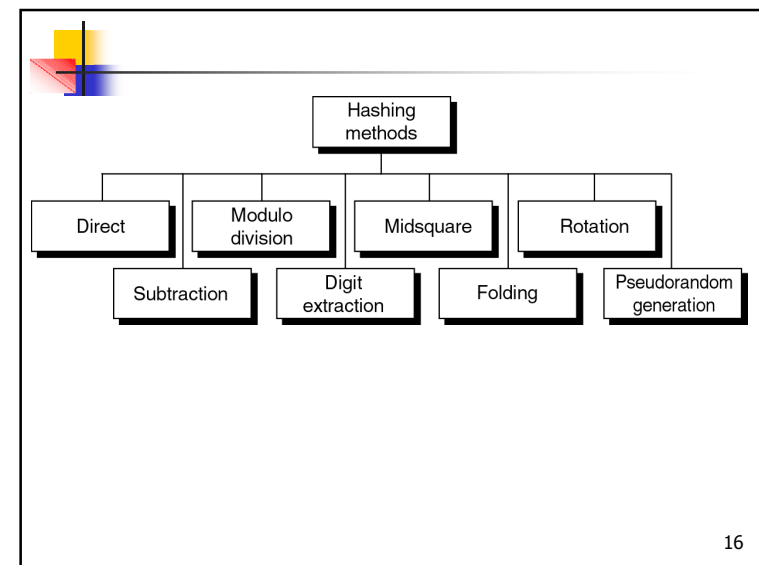 Hashing
methods
Direct
Modulo
division
Midsquare
Rotation
Subtraction
Digit
extraction
Folding
Pseudorandom
generation
16